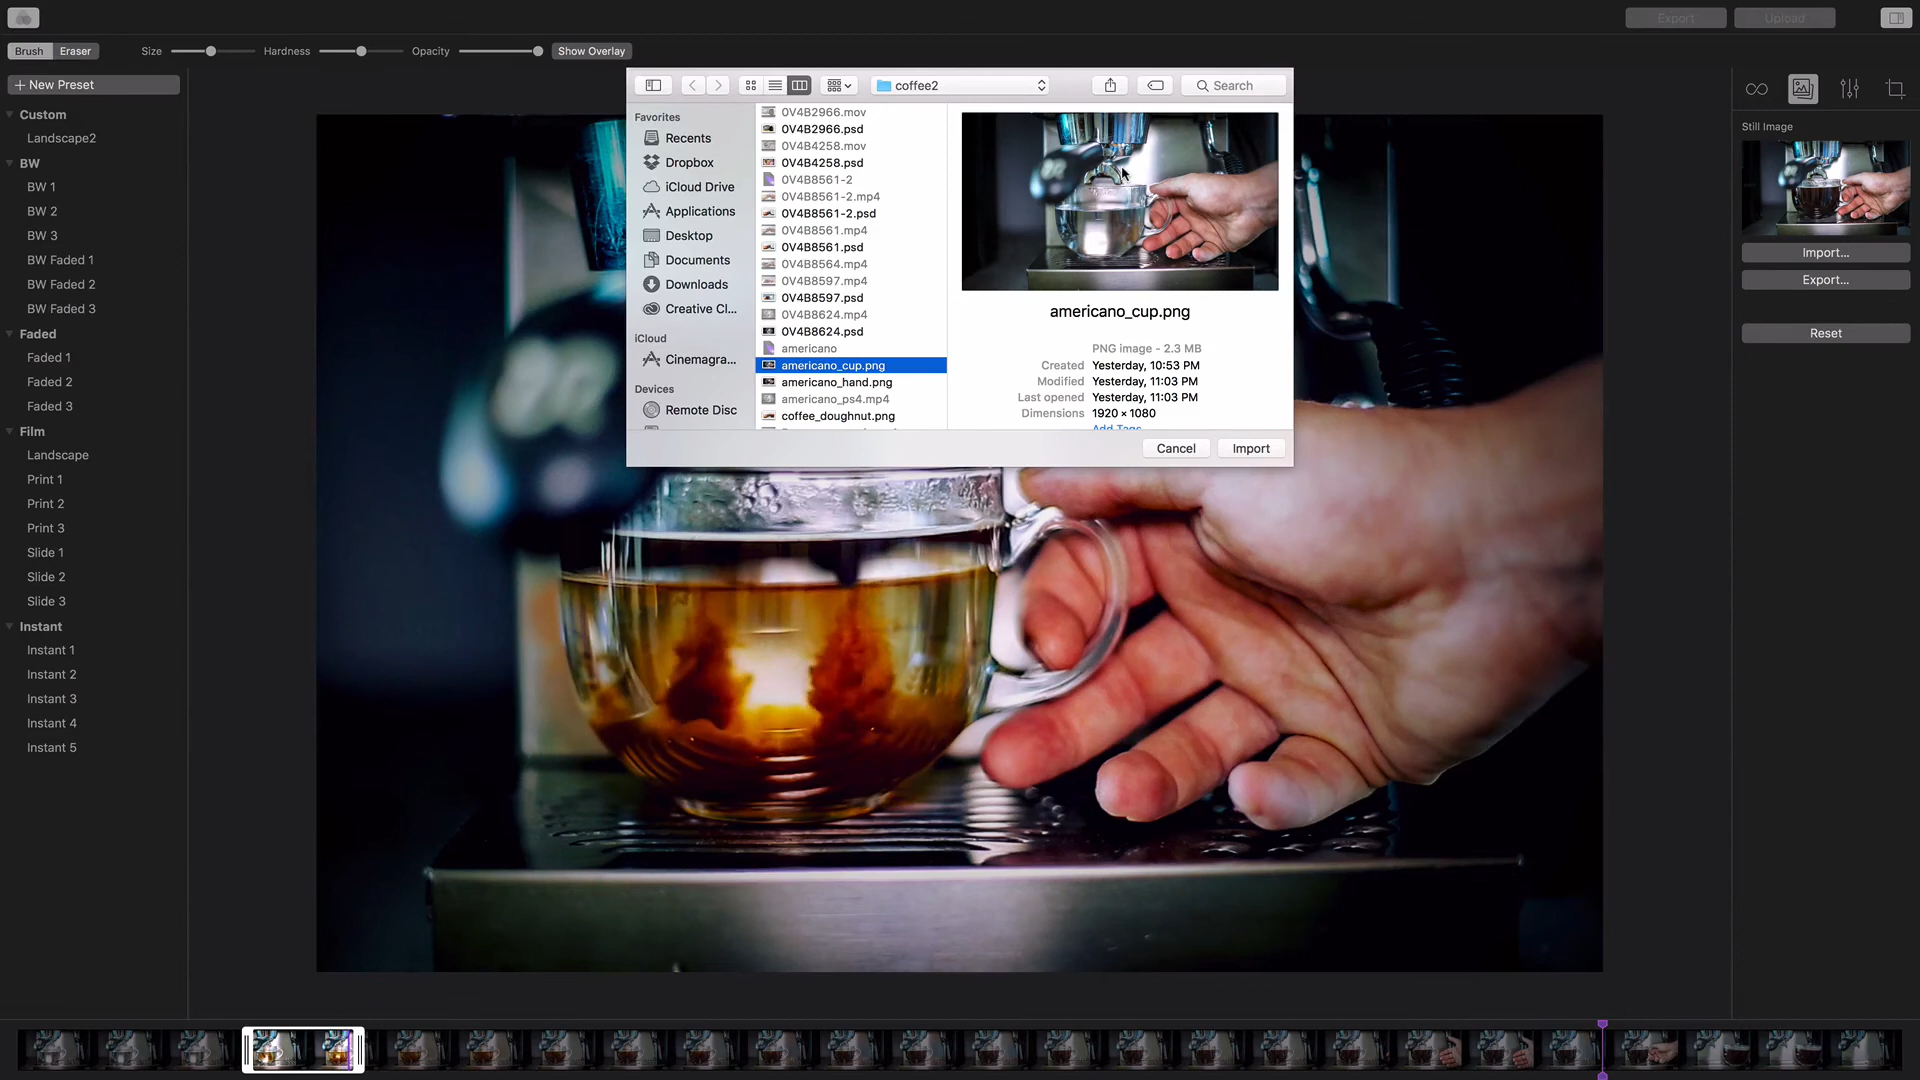 Export
Upload
Brush
Eraser
Size
Hardness
Opacity
Show Overlay
+ New Preset
Custom
Landscape2
BW
BW 1
BW 2
BW 3
BW Faded 1
BW Faded 2
BW Faded 3
Faded
Faded 1
Faded 2
Faded 3
Film
Landscape
Print 1
Print 2
Print 3
Slide 1
Slide 2
Slide 3
Instant
Instant 1
Instant 2
Instant 3
Instant 4
Instant 5
coffee2
Search
Favorites
Recents
Dropbox
iCloud Drive
Applications
Desktop
Documents
Downloads
Creative Cl...
iCloud
Cinemagra...
Devices
Remote Disc
0V4B2966.mov
0V4B2966.psd
0V4B4258.mov
0V4B4258.psd
0V4B8561-2
0V4B8561-2.mp4
0V4B8561-2.psd
0V4B8561.mp4
0V4B8561.psd
0V4B8564.mp4
0V4B8597.mp4
0V4B8597.psd
0V4B8624.mp4
0V4B8624.psd
americano
americano_cup.png
americano_hand.png
americano_ps4.mp4
coffee_doughnut.png
americano_cup.png
PNG image - 2.3 MB
Created Yesterday, 10:53 PM
Modified Yesterday, 11:03 PM
Last opened Yesterday, 11:03 PM
Dimensions 1920 × 1080
Add Tags
Cancel
Import
Still Image
Import...
Export...
Reset